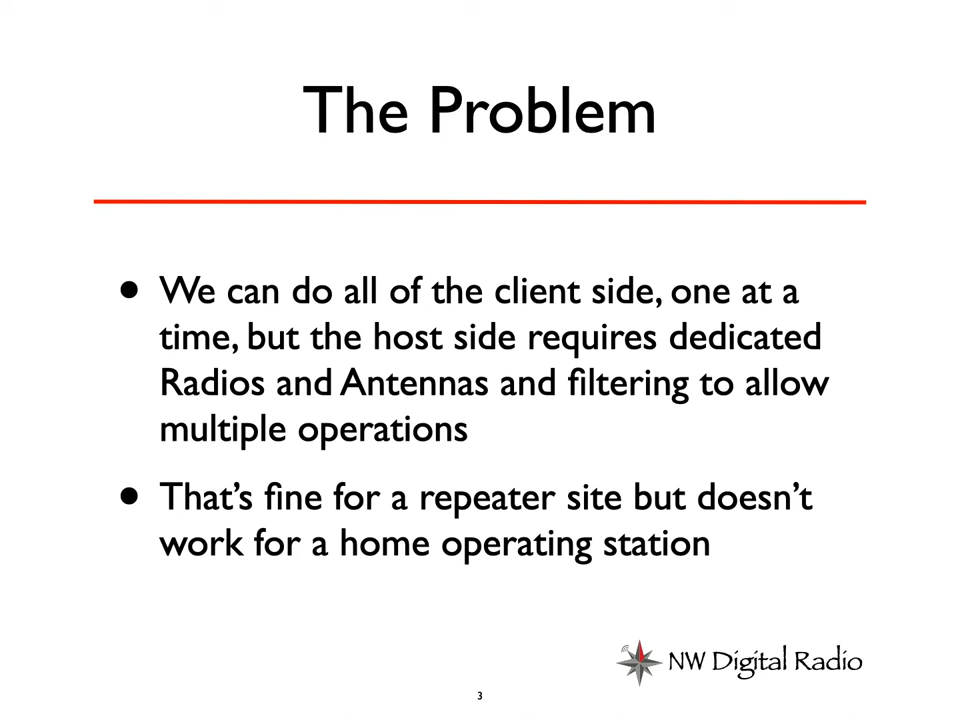 The Problem
• We can do all of the client side, one at a
time, but the host side requires dedicated
Radios and Antennas and filtering to allow
multiple operations
• That’s fine for a repeater site but doesn’t
work for a home operating station
NW Digital Radio
3